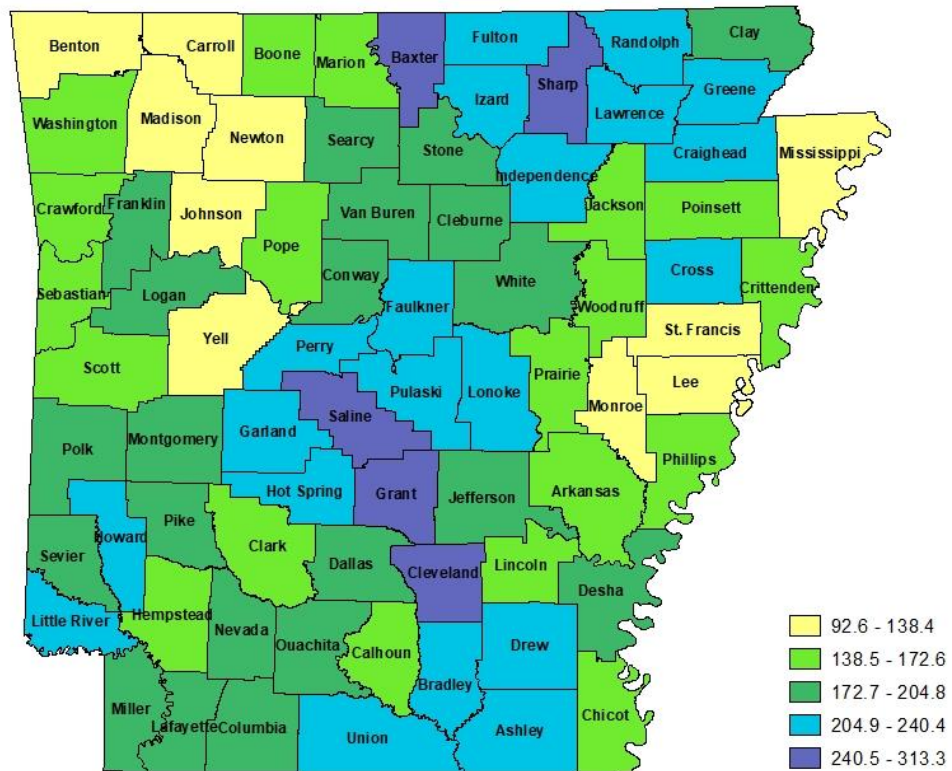 Benton
Carroll
Boone
Marion
Baxter
Fulton
Randolph
Clay
Sharp
Izard
Greene
Lawrence
Washington
Madison
Newton
Searcy
Stone
Independence
Craighead
Mississippi
Crawford
Franklin
Johnson
Pope
Van Buren
Cleburne
Jackson
Poinsett
Sebastian
Logan
Conway
White
Woodruff
Cross
Crittenden
Faulkner
Yell
Perry
St. Francis
Scott
Pulaski
Lonoke
Prairie
Lee
Saline
Monroe
Polk
Montgomery
Garland
Phillips
Hot Spring
Grant
Jefferson
Arkansas
Pike
Howard
Clark
Sevier
Dallas
Cleveland
Lincoln
Desha
Little River
Hempstead
Nevada
Ouachita
Calhoun
Drew
Bradley
Miller
Lafayette
Columbia
Union
Ashley
Chicot
92.6 - 138.4
138.5 - 172.6
172.7 - 204.8
204.9 - 240.4
240.5 - 313.3